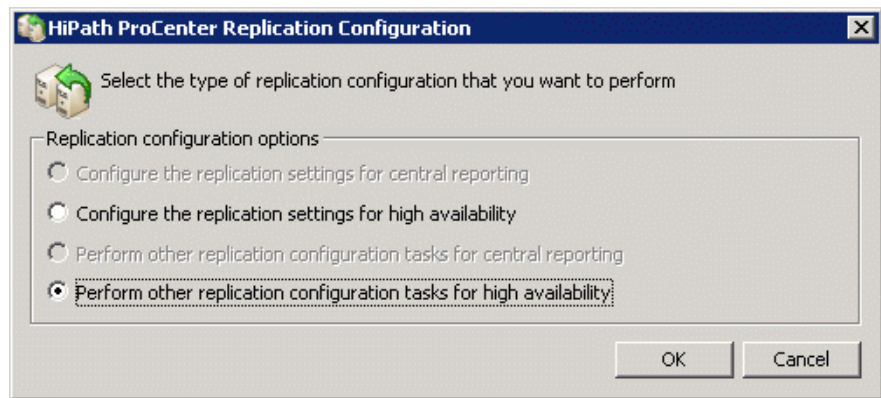 HiPath ProCenter Replication Configuration
Select the type of replication configuration that you want to perform
Replication configuration options
Configure the replication settings for central reporting
Configure the replication settings for high availability
Perform other replication configuration tasks for central reporting
Perform other replication configuration tasks for high availability
OK Cancel